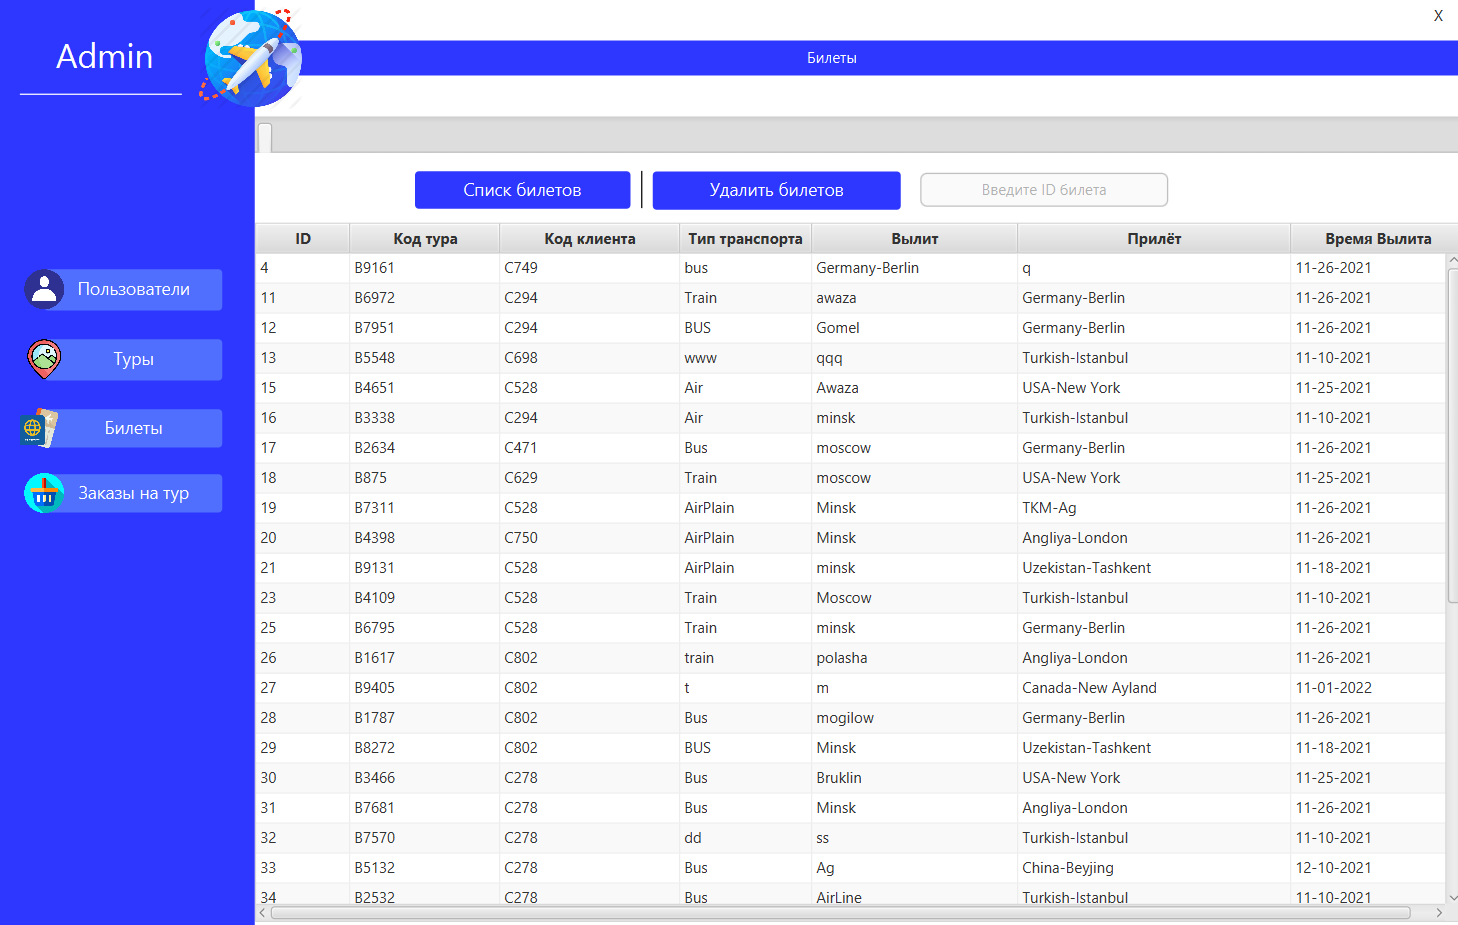 X
Admin
Билеты
Списк билетов Удалить билетов Введите ID билета
ID Код тура Код клиента Тип транспорта Вылит Прилёт Время Вылита
4 B9161 C749 bus Germany-Berlin q 11-26-2021
11 B6972 C294 Train awaza Germany-Berlin 11-26-2021
12 B7951 C294 BUS Gomel Germany-Berlin 11-26-2021
13 B5548 C698 www qqq Turkish-Istanbul 11-10-2021
15 B4651 C528 Air Awaza USA-New York 11-25-2021
16 B3338 C294 Air minsk Turkish-Istanbul 11-10-2021
17 B2634 C471 Bus moscow Germany-Berlin 11-26-2021
18 B875 C629 Train moscow USA-New York 11-25-2021
19 B7311 C528 AirPlain Minsk TKM-Ag 11-26-2021
20 B4398 C750 AirPlain Minsk Angliya-London 11-26-2021
21 B9131 C528 AirPlain minsk Uzekistan-Tashkent 11-18-2021
23 B4109 C528 Train Moscow Turkish-Istanbul 11-10-2021
25 B6795 C528 Train minsk Germany-Berlin 11-26-2021
26 B1617 C802 train polasha Angliya-London 11-26-2021
27 B9405 C802 t m Canada-New Ayland 11-01-2022
28 B1787 C802 Bus mogilow Germany-Berlin 11-26-2021
29 B8272 C802 BUS Minsk Uzekistan-Tashkent 11-18-2021
30 B3466 C278 Bus Bruklin USA-New York 11-25-2021
31 B7681 C278 Bus Minsk Angliya-London 11-26-2021
32 B7570 C278 dd ss Turkish-Istanbul 11-10-2021
33 B5132 C278 Bus Ag China-Beyjing 12-10-2021
34 B2532 C278 Bus AirLine Turkish-Istanbul 11-10-2021
Пользователи
Туры
Билеты
Заказы на тур